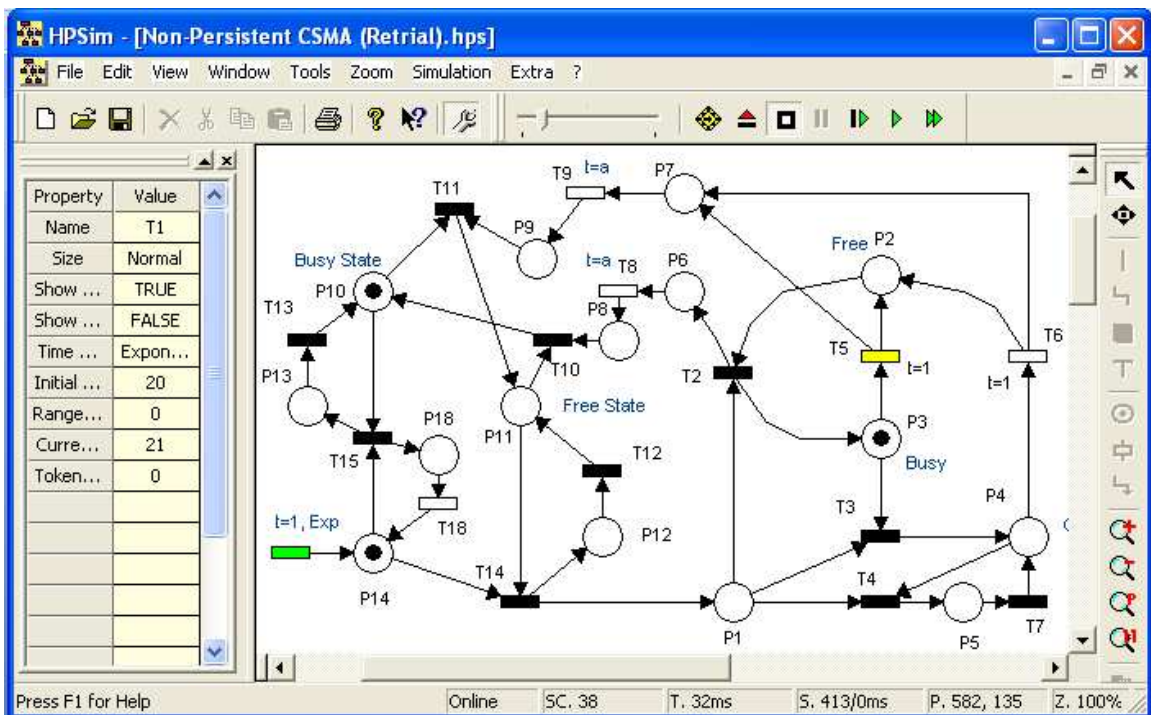 HPSim - [Non-Persistent CSMA (Retrial).hps]
File Edit View Window Tools Zoom Simulation Extra ?
Property Value
Name T1
Size Normal
Show ... TRUE
Show ... FALSE
Time ... Expon...
Initial ... 20
Range... 0
Curre... 21
Token... 0
T9 t=a P7
T11
P9
Free P2
Busy State
t=a T8 P6
P10
T13
P8
T5 T6
T10
t=1 t=1
T2
P13
P18
Free State
P11
P3
T15
T12
Busy
P4
T3
t=1, Exp
T18
P12
T14
T4
P14
P1
P5
T7
Press F1 for Help Online SC. 38 T. 32ms S. 413/0ms P. 582, 135 Z. 100%